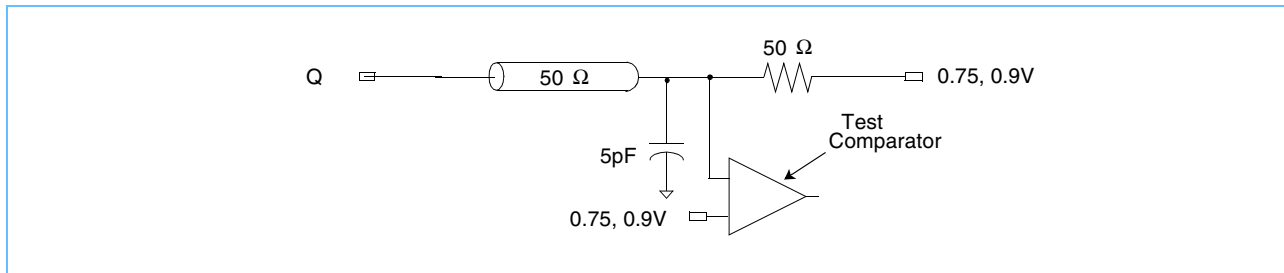 50 Ω
Q
50 Ω
0.75, 0.9V
Test
Comparator
5pF
0.75, 0.9V